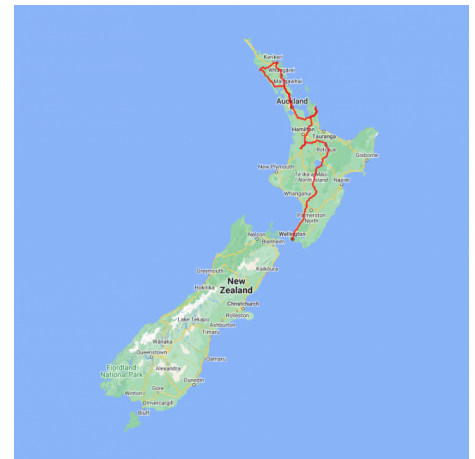 Kerikeri
Whangārei
Mangawhai
Auckland
Hamilton
Tauranga
Rotorua
Gisborne
New Plymouth
Te Ika-a-Māui
North Island
Napier
Whanganui
Palmerston
North
Wellington
Nelson
Blenheim
Greymouth
Kaikōura
Hokitika
New
Zealand
Christchurch
Rolleston
Lake Tekapo
Ashburton
Timaru
Wānaka
Queenstown
Oamaru
Fiordland
National Park
Alexandra
Dunedin
Gore
Winton
Invercargill
Bluff